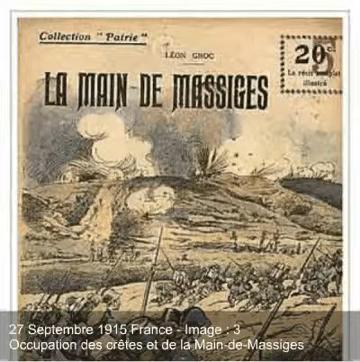 Collection "Patrie"
LÉON GROC
20c.
Le récit complet
illustré
LA MAIN DE MASSIGES
27 Septembre 1915 France - Image : 3
Occupation des crêtes et de la Main-de-Massiges